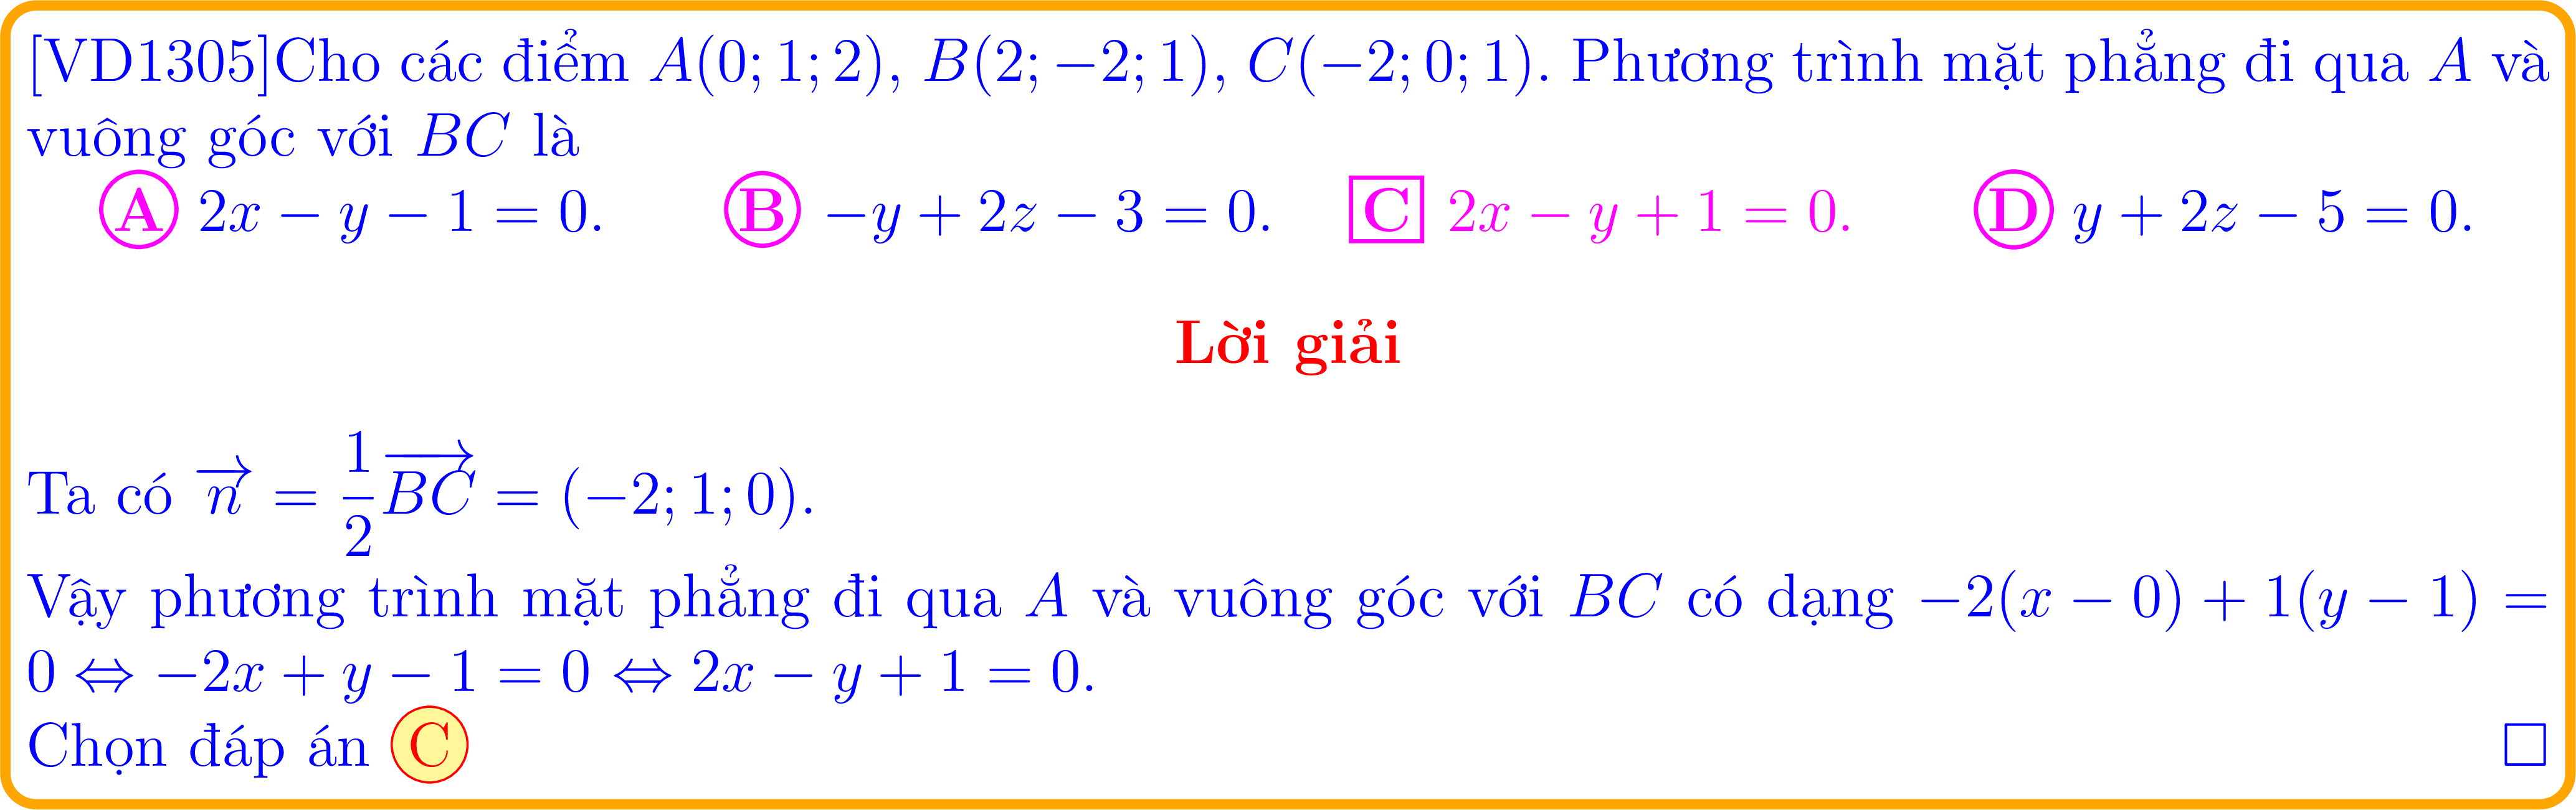 [VD1305]Cho các điểm A(0; 1; 2), B(2; −2; 1), C(−2; 0; 1). Phương trình mặt phẳng đi qua A và
vuông góc với BC là
A 2x − y − 1 = 0. B −y + 2z − 3 = 0. C 2x − y + 1 = 0. D y + 2z − 5 = 0.
Lời giải
Ta có \overrightarrow{n} = \frac{1}{2}\overrightarrow{BC} = (−2; 1; 0).
Vậy phương trình mặt phẳng đi qua A và vuông góc với BC có dạng −2(x − 0) + 1(y − 1) =
0 ⇔ −2x + y − 1 = 0 ⇔ 2x − y + 1 = 0.
Chọn đáp án C □